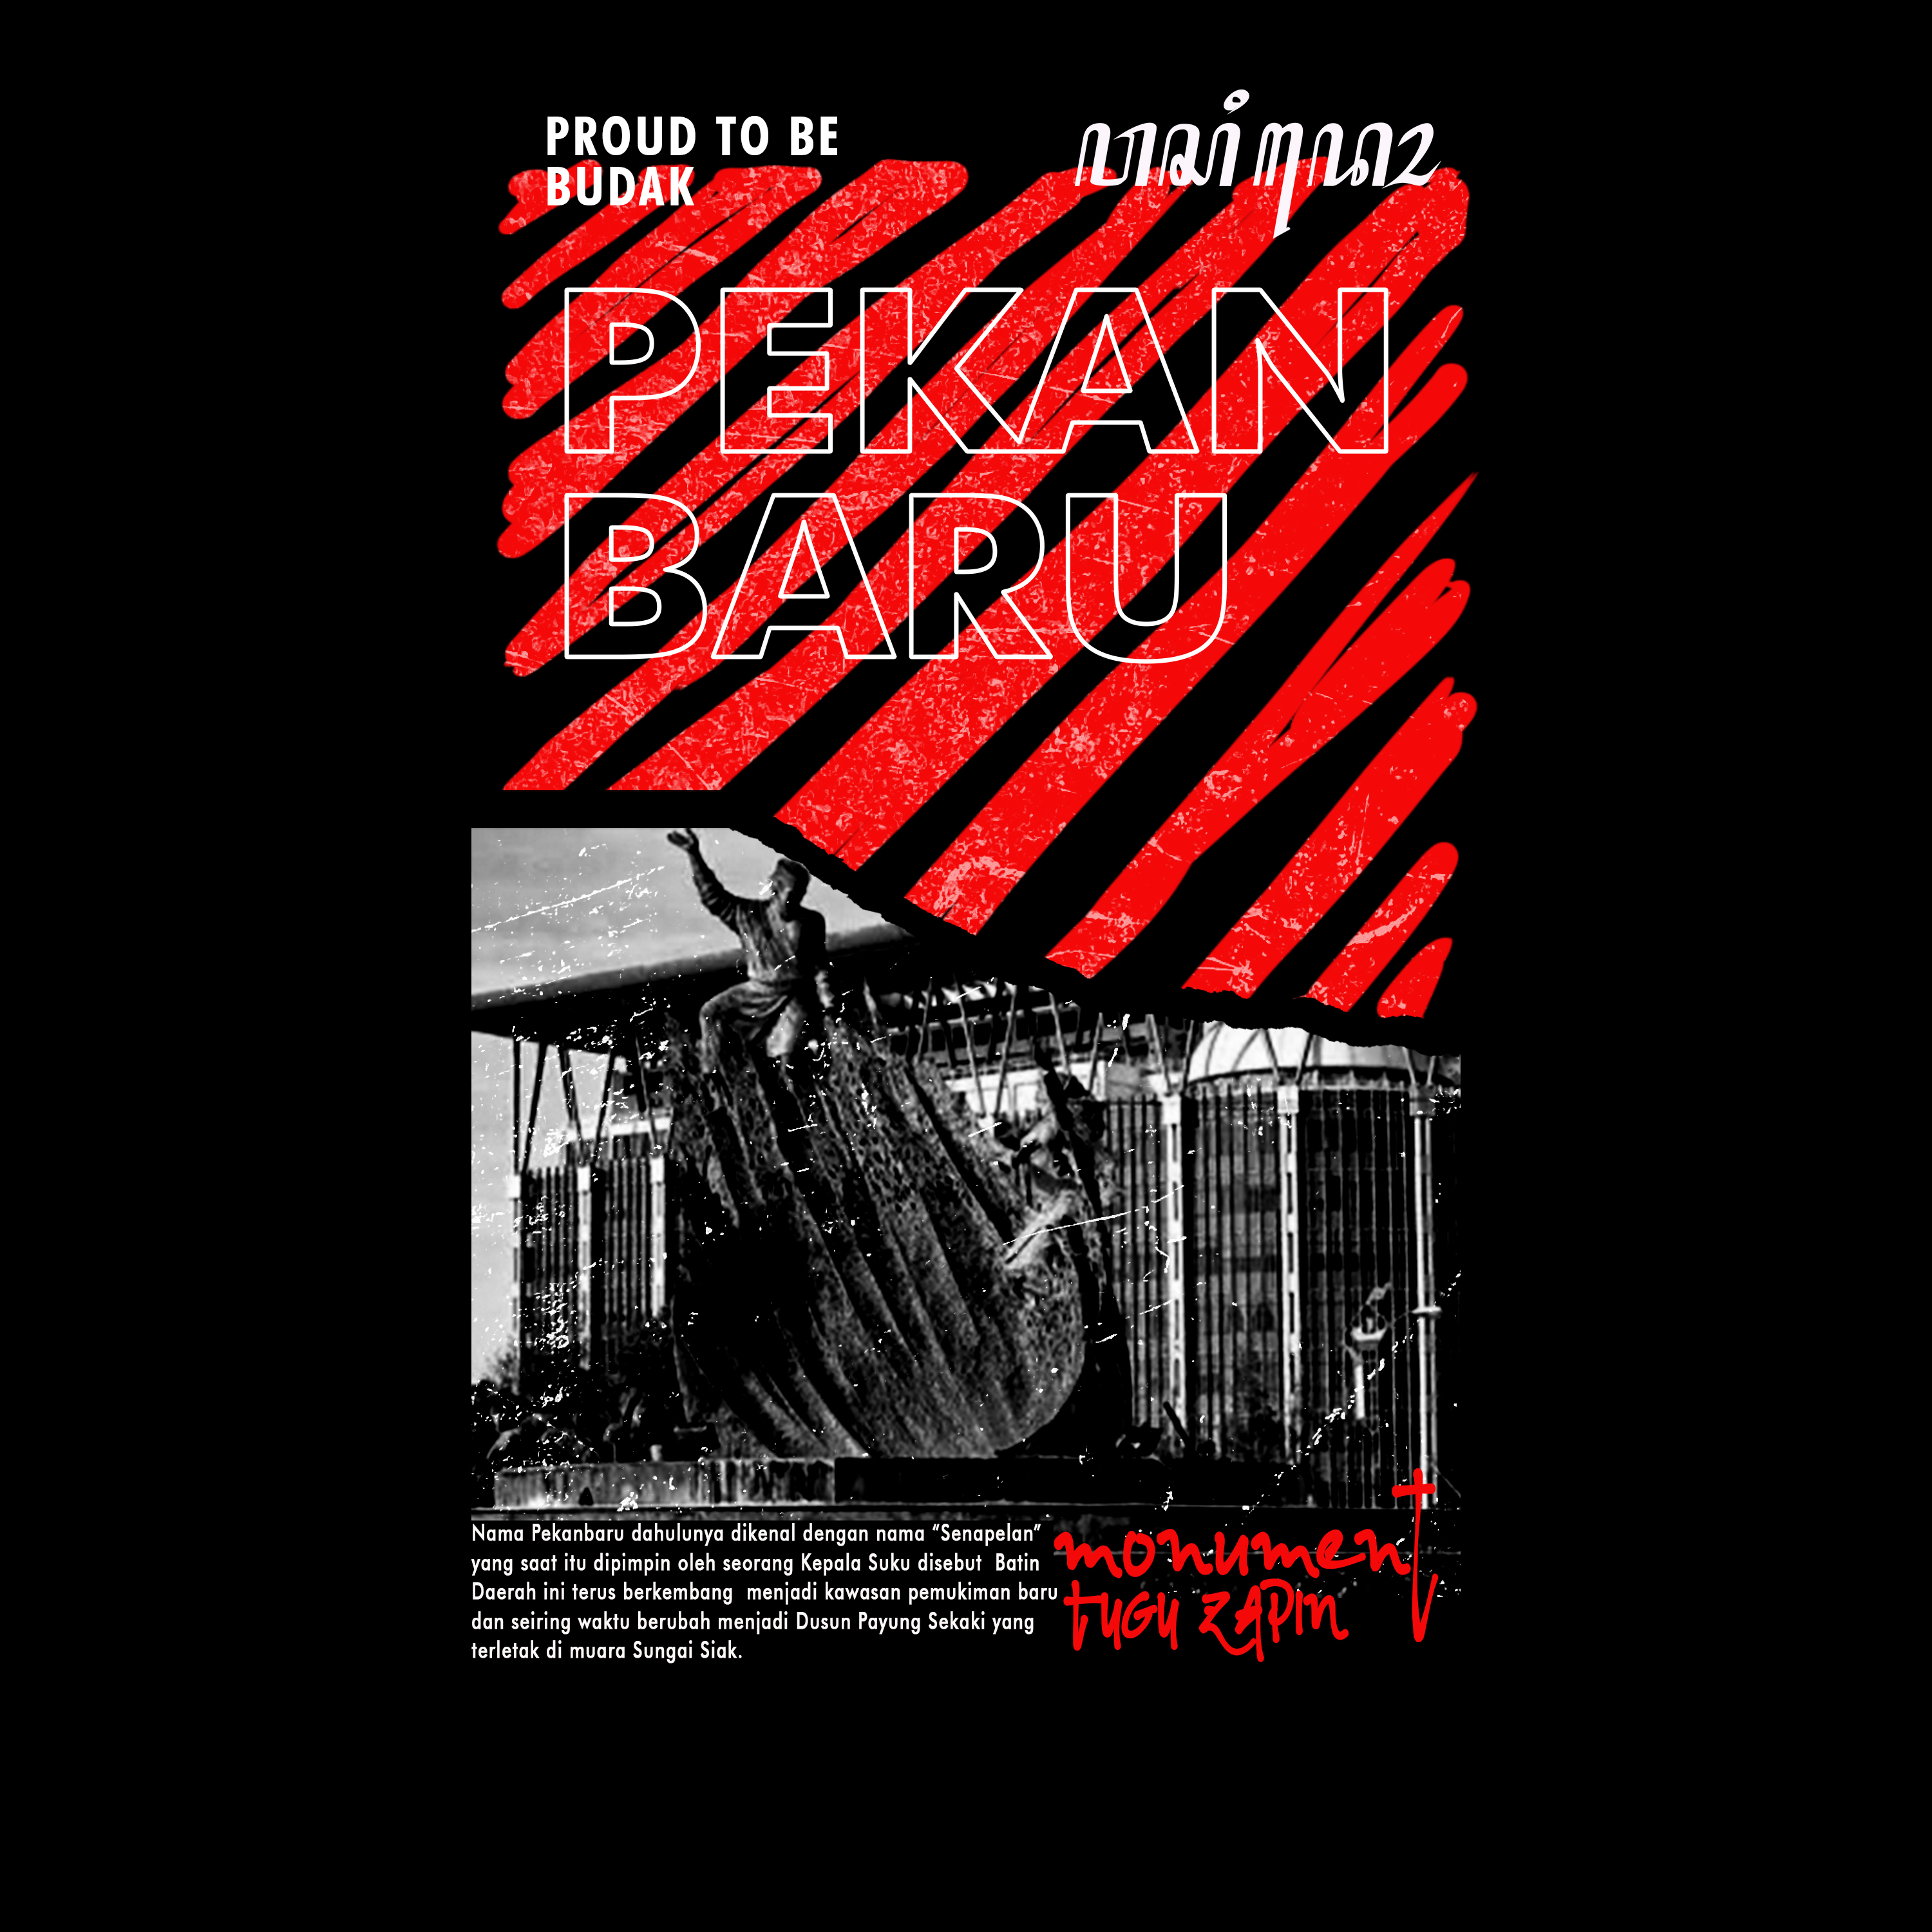 PROUD TO BE
BUDAK
PEKAN
BARU
Nama Pekanbaru dahulunya dikenal dengan nama “Senapelan”
yang saat itu dipimpin oleh seorang Kepala Suku disebut  Batin
Daerah ini terus berkembang  menjadi kawasan pemukiman baru
dan seiring waktu berubah menjadi Dusun Payung Sekaki yang
terletak di muara Sungai Siak.
monument
TUGU ZAPIN